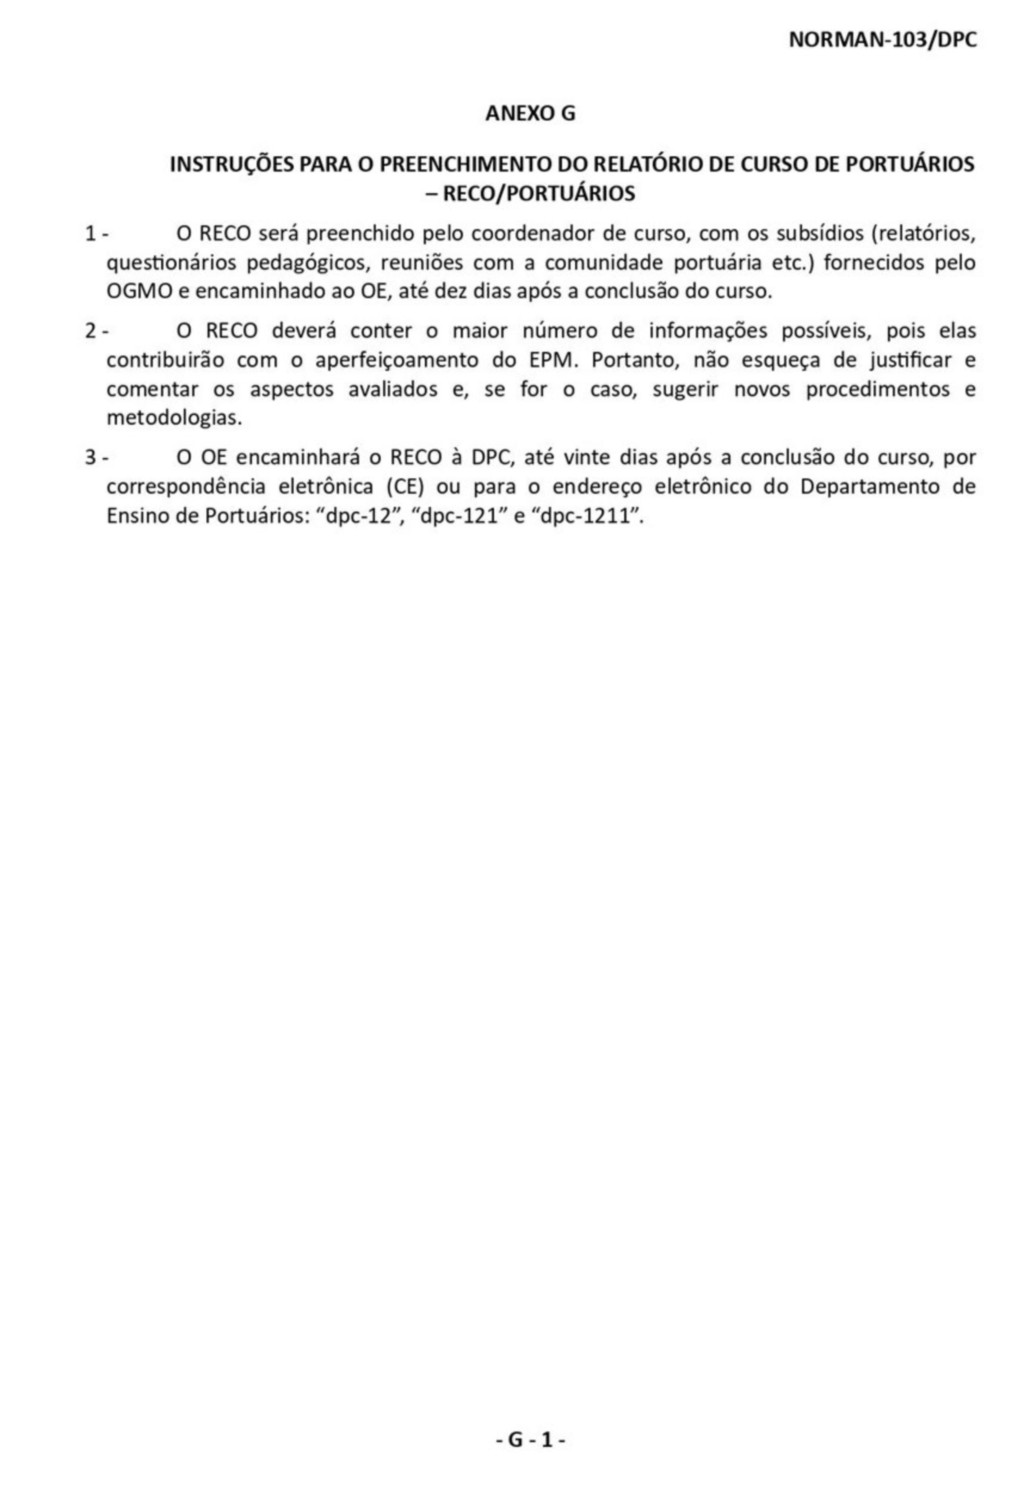 NORMAN-103/DPC
ANEXO G
INSTRUÇÕES PARA O PREENCHIMENTO DO RELATÓRIO DE CURSO DE PORTUÁRIOS
– RECO/PORTUÁRIOS
1 - O RECO será preenchido pelo coordenador de curso, com os subsídios (relatórios,
questionários pedagógicos, reuniões com a comunidade portuária etc.) fornecidos pelo
OGMO e encaminhado ao OE, até dez dias após a conclusão do curso.
2 - O RECO deverá conter o maior número de informações possíveis, pois elas
contribuirão com o aperfeiçoamento do EPM. Portanto, não esqueça de justificar e
comentar os aspectos avaliados e, se for o caso, sugerir novos procedimentos e
metodologias.
3 - O OE encaminhará o RECO à DPC, até vinte dias após a conclusão do curso, por
correspondência eletrônica (CE) ou para o endereço eletrônico do Departamento de
Ensino de Portuários: “dpc-12”, “dpc-121” e “dpc-1211”.
- G - 1 -